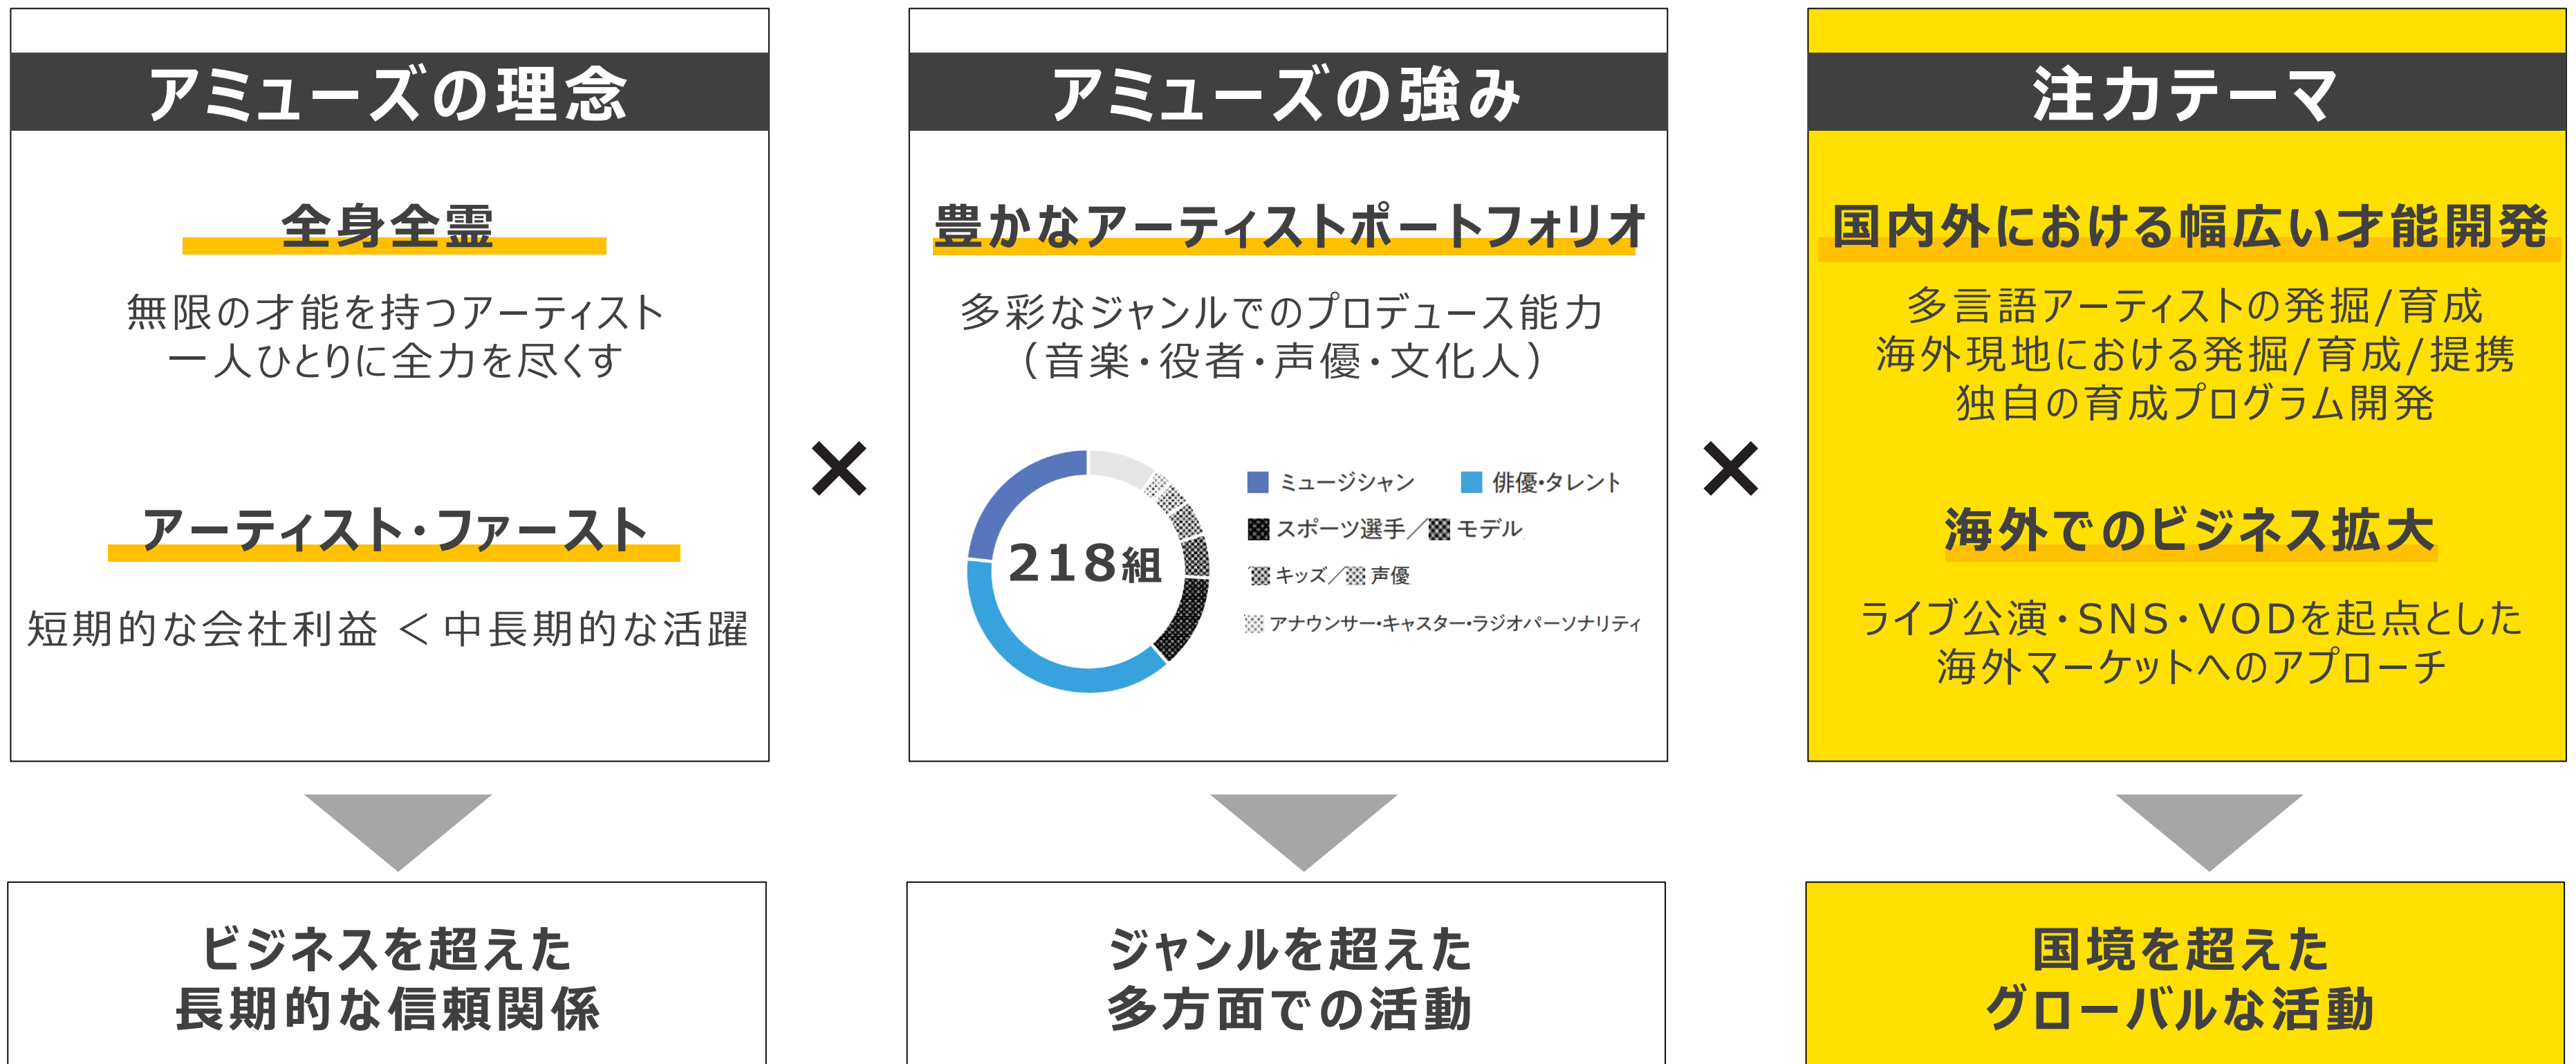 アミューズの理念
全身全霊
無限の才能を持つアーティスト
一人ひとりに全力を尽くす
アーティスト・ファースト
短期的な会社利益 ＜ 中長期的な活躍
×
アミューズの強み
豊かなアーティストポートフォリオ
多彩なジャンルでのプロデュース能力
（音楽・役者・声優・文化人）
218組
ミュージシャン 俳優・タレント
スポーツ選手／モデル
キッズ／声優
アナウンサー・キャスター・ラジオパーソナリティ
×
注力テーマ
国内外における幅広い才能開発
多言語アーティストの発掘/育成
海外現地における発掘/育成/提携
独自の育成プログラム開発
海外でのビジネス拡大
ライブ公演・SNS・VODを起点とした
海外マーケットへのアプローチ
ビジネスを超えた
長期的な信頼関係
ジャンルを超えた
多方面での活動
国境を超えた
グローバルな活動